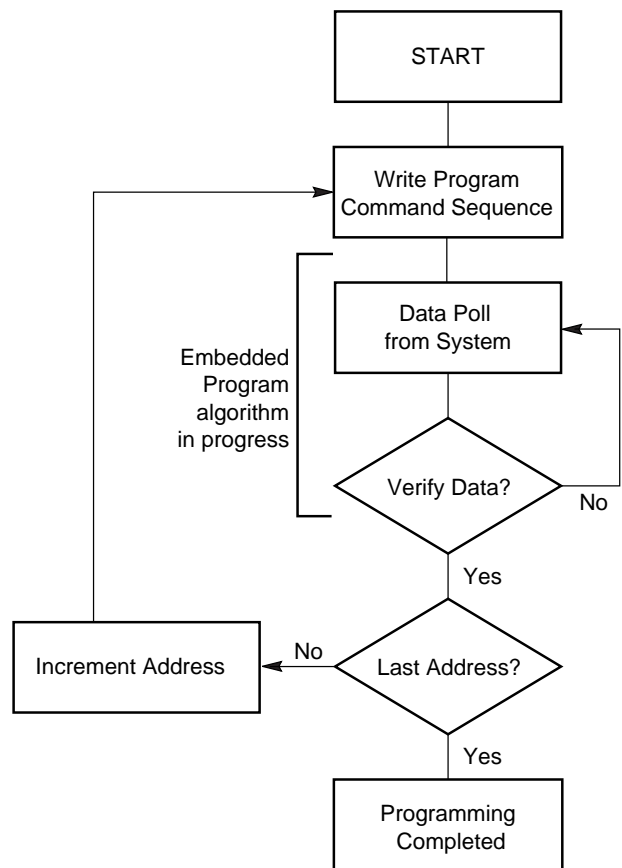 START
Write Program
Command Sequence
Data Poll
from System
Embedded
Program
algorithm
in progress
Verify Data?
No
Yes
Last Address?
No
Increment Address
Yes
Programming
Completed